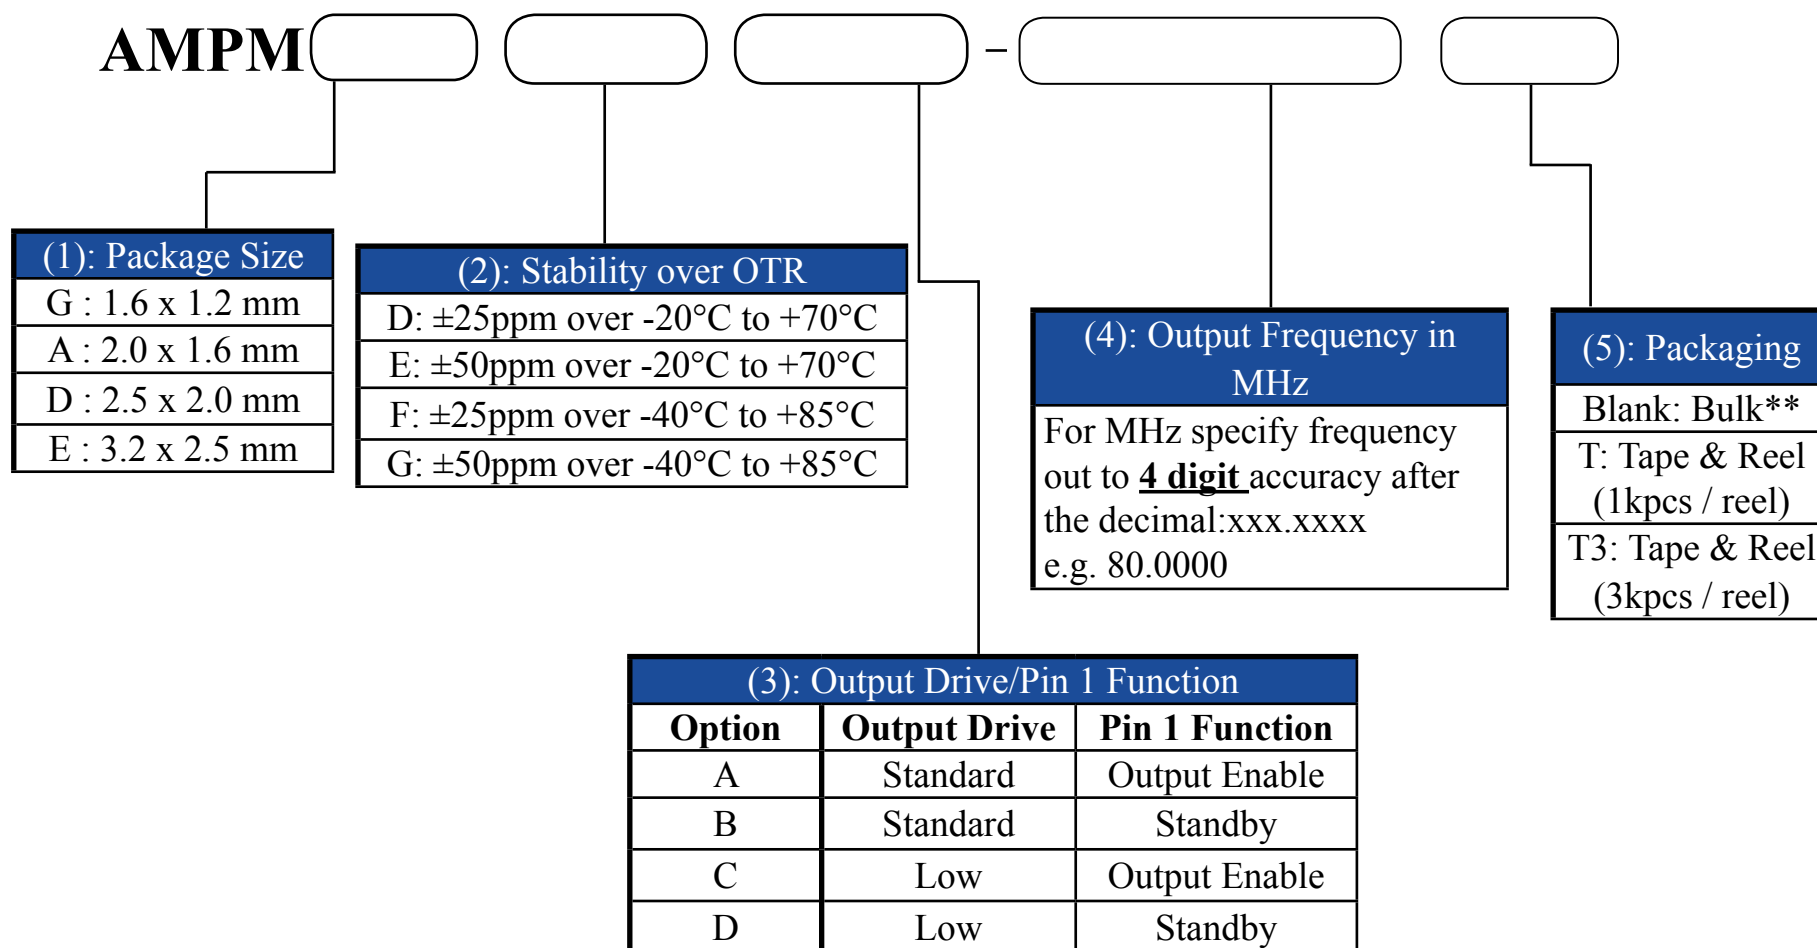 AMPM –
(1): Package Size
G : 1.6 x 1.2 mm
A : 2.0 x 1.6 mm
D : 2.5 x 2.0 mm
E : 3.2 x 2.5 mm
(2): Stability over OTR
D: ±25ppm over -20°C to +70°C
E: ±50ppm over -20°C to +70°C
F: ±25ppm over -40°C to +85°C
G: ±50ppm over -40°C to +85°C
(4): Output Frequency in
MHz
For MHz specify frequency
out to 4 digit accuracy after
the decimal:xxx.xxxx
e.g. 80.0000
(5): Packaging
Blank: Bulk**
T: Tape & Reel
(1kpcs / reel)
T3: Tape & Reel
(3kpcs / reel)
(3): Output Drive/Pin 1 Function
Option Output Drive Pin 1 Function
A Standard Output Enable
B Standard Standby
C Low Output Enable
D Low Standby